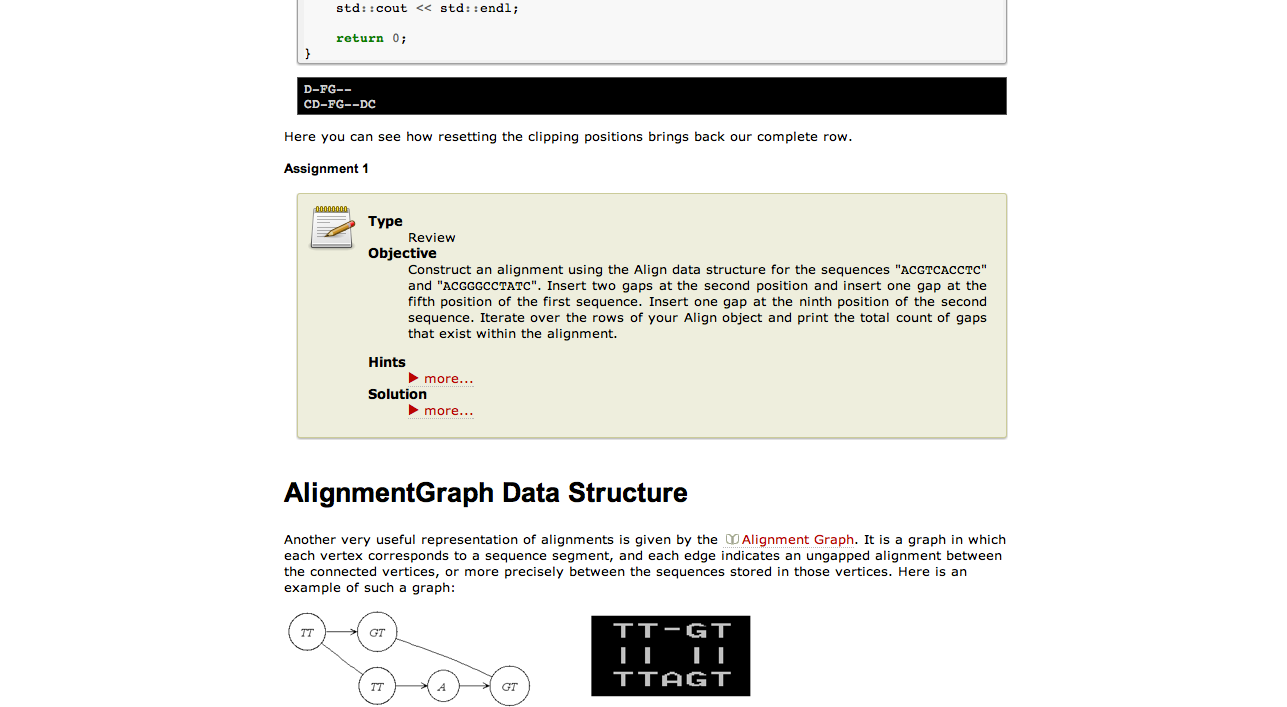 std::cout << std::endl;
return 0;
}
D-FG--
CD-FG--DC
Here you can see how resetting the clipping positions brings back our complete row.
Assignment 1
Type
Review
Objective
Construct an alignment using the Align data structure for the sequences "ACGTCACCTC"
and "ACGGGCCTATC". Insert two gaps at the second position and insert one gap at the
fifth position of the first sequence. Insert one gap at the ninth position of the second
sequence. Iterate over the rows of your Align object and print the total count of gaps
that exist within the alignment.
Hints
▶ more...
Solution
▶ more...
AlignmentGraph Data Structure
Another very useful representation of alignments is given by the Alignment Graph. It is a graph in which
each vertex corresponds to a sequence segment, and each edge indicates an ungapped alignment between
the connected vertices, or more precisely between the sequences stored in those vertices. Here is an
example of such a graph:
TT GT
TT A GT
TT-GT
|| ||
TTAGT